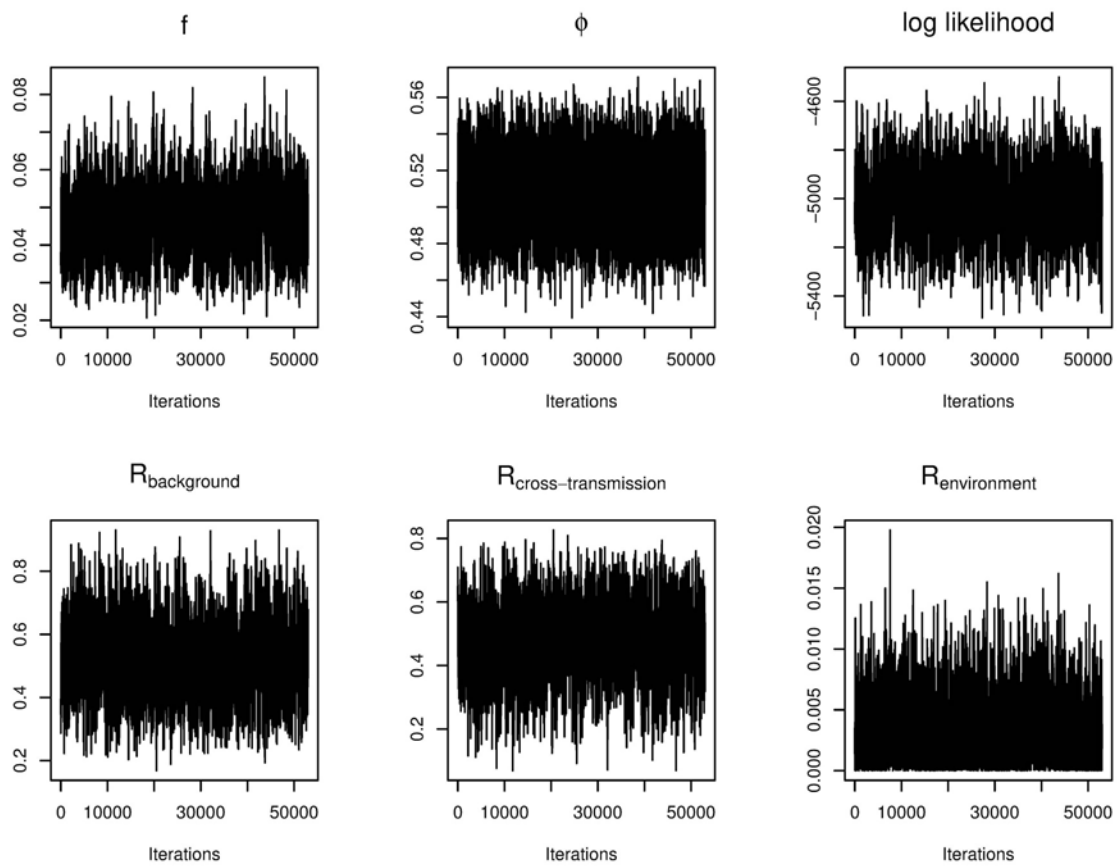 f
0.02 0.04 0.06 0.08
0 10000 30000 50000
Iterations
ϕ
0.44 0.48 0.52 0.56
0 10000 30000 50000
Iterations
log likelihood
−5400 −5000 −4600
0 10000 30000 50000
Iterations
R background
0.2 0.4 0.6 0.8
0 10000 30000 50000
Iterations
R cross−transmission
0.2 0.4 0.6 0.8
0 10000 30000 50000
Iterations
R environment
0.000 0.005 0.010 0.015 0.020
0 10000 30000 50000
Iterations